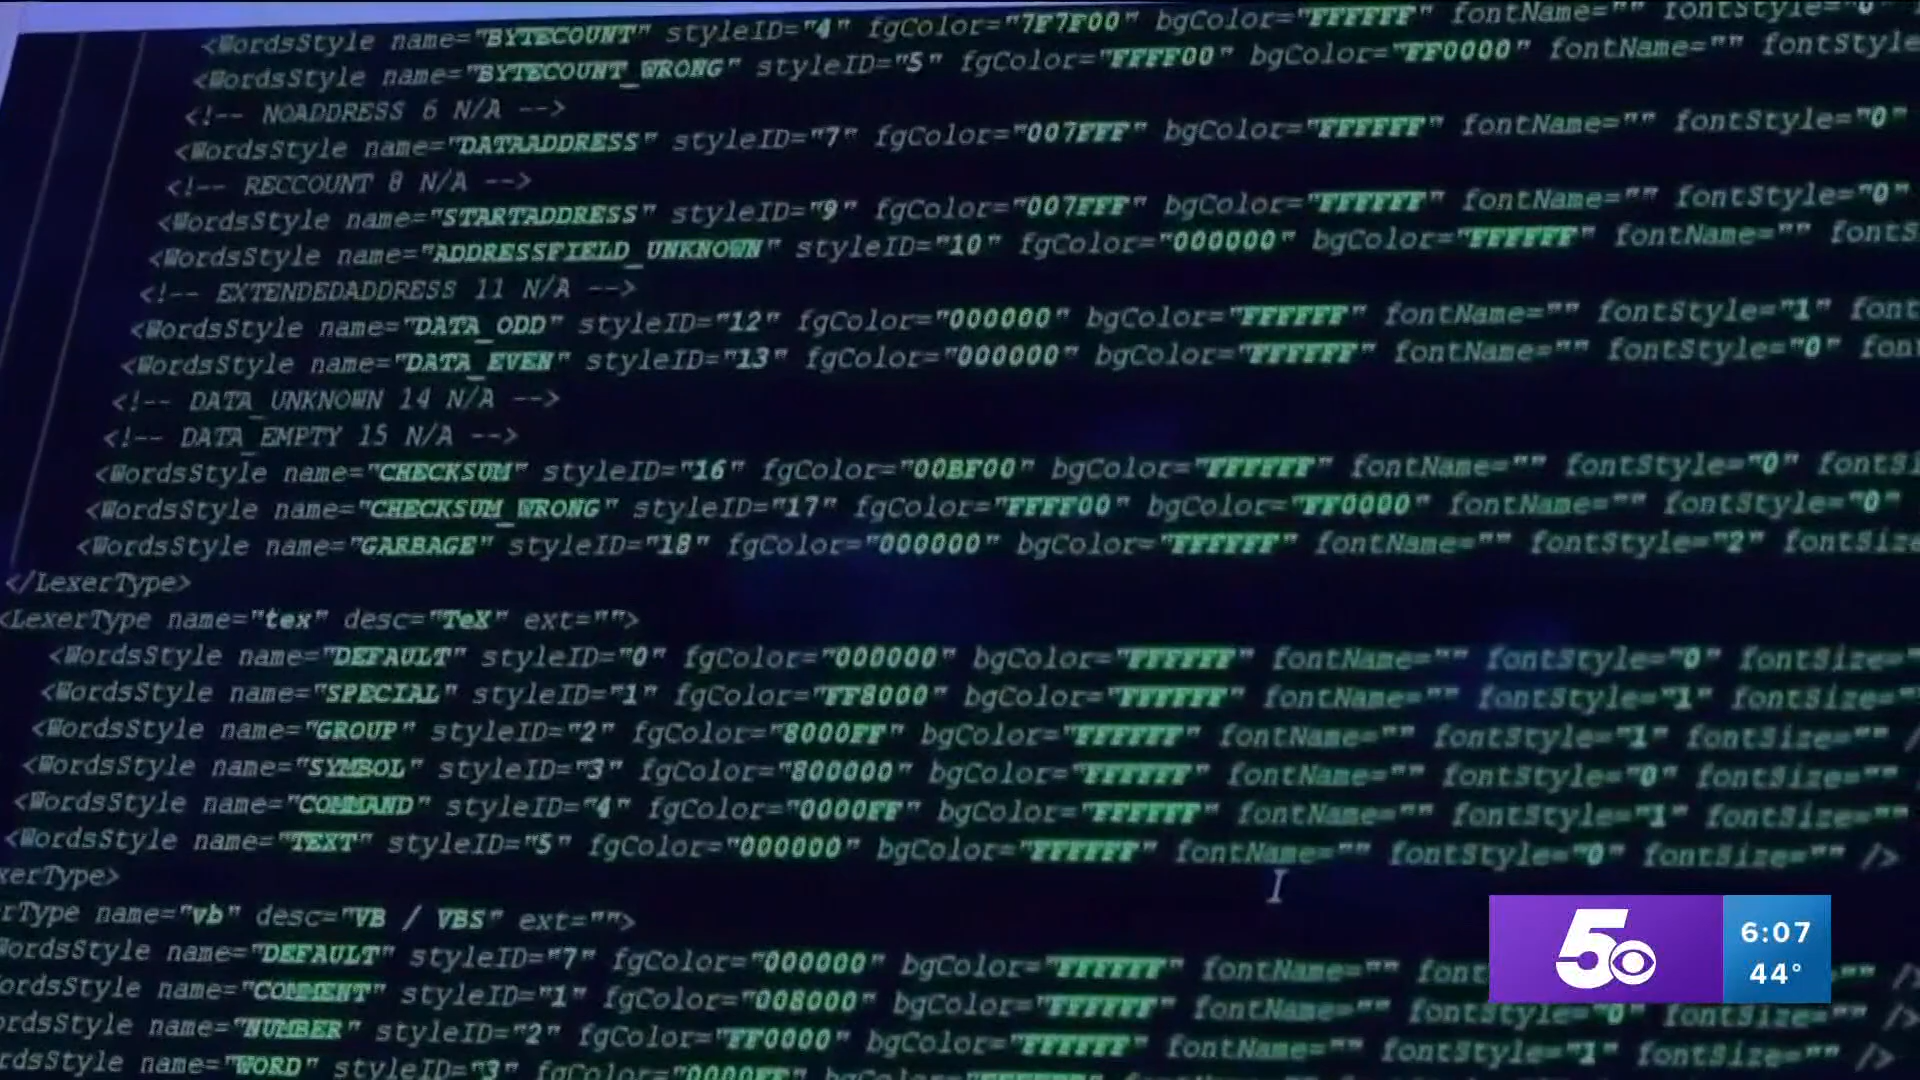 <WordsStyle name="BYTECOUNT" styleID="4" fgColor="7F7F00" bgColor="FFFFFF" fontName="" fontStyle="0"
<WordsStyle name="BYTECOUNT_WRONG" styleID="5" fgColor="FFFF00" bgColor="FF0000" fontName="" fontStyle
<!-- NOADDRESS 6 N/A -->
<WordsStyle name="DATAADDRESS" styleID="7" fgColor="007FFF" bgColor="FFFFFF" fontName="" fontStyle="0"
<!-- RECCOUNT 8 N/A -->
<WordsStyle name="STARTADDRESS" styleID="9" fgColor="007FFF" bgColor="FFFFFF" fontName="" fontStyle="0"
<WordsStyle name="ADDRESSFIELD_UNKNOWN" styleID="10" fgColor="000000" bgColor="FFFFFF" fontName="" fontS
<!-- EXTENDEDADDRESS 11 N/A -->
<WordsStyle name="DATA_ODD" styleID="12" fgColor="000000" bgColor="FFFFFF" fontName="" fontStyle="1" font
<WordsStyle name="DATA_EVEN" styleID="13" fgColor="000000" bgColor="FFFFFF" fontName="" fontStyle="0" fon
<!-- DATA_UNKNOWN 14 N/A -->
<!-- DATA_EMPTY 15 N/A -->
<WordsStyle name="CHECKSUM" styleID="16" fgColor="00BF00" bgColor="FFFFFF" fontName="" fontStyle="0" fontSi
<WordsStyle name="CHECKSUM_WRONG" styleID="17" fgColor="FFFF00" bgColor="FF0000" fontName="" fontStyle="0"
<WordsStyle name="GARBAGE" styleID="18" fgColor="000000" bgColor="FFFFFF" fontName="" fontStyle="2" fontSize
</LexerType>
<LexerType name="tex" desc="TeX" ext="">
<WordsStyle name="DEFAULT" styleID="0" fgColor="000000" bgColor="FFFFFF" fontName="" fontStyle="0" fontSize="
<WordsStyle name="SPECIAL" styleID="1" fgColor="FF8000" bgColor="FFFFFF" fontName="" fontStyle="1" fontSize="
<WordsStyle name="GROUP" styleID="2" fgColor="8000FF" bgColor="FFFFFF" fontName="" fontStyle="1" fontSize="" /
<WordsStyle name="SYMBOL" styleID="3" fgColor="800000" bgColor="FFFFFF" fontName="" fontStyle="0" fontSize=""
<WordsStyle name="COMMAND" styleID="4" fgColor="0000FF" bgColor="FFFFFF" fontName="" fontStyle="1" fontSize=""
<WordsStyle name="TEXT" styleID="5" fgColor="000000" bgColor="FFFFFF" fontName="" fontStyle="0" fontSize="" />
xerType>
rType name="vb" desc="VB / VBS" ext="">
WordsStyle name="DEFAULT" styleID="7" fgColor="000000" bgColor="FFFFFF" fontName="" font "" />
ordsStyle name="COMMENT" styleID="1" fgColor="008000" bgColor="FFFFFF" fontName="" fontStyle="0" fontSize="" />
ordsStyle name="NUMBER" styleID="2" fgColor="FF0000" bgColor="FFFFFF" fontName="" fontStyle="1" fontSize="" />
rdsStyle name="WORD" styleID="3" fgColor="0000FF"
5
6:07
44°